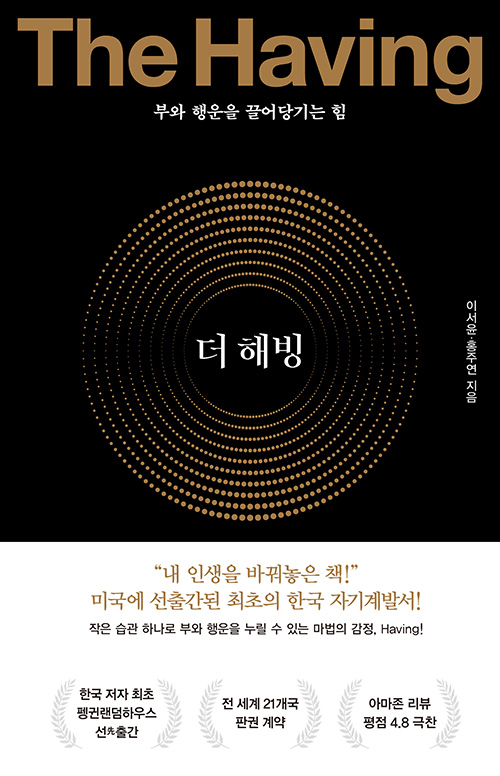 The Having
부와 행운을 끌어당기는 힘
더 해빙
이서윤·홍주연 지음
“내 인생을 바꿔놓은 책!”
미국에 선출간된 최초의 한국 자기계발서!
작은 습관 하나로 부와 행운을 누릴 수 있는 마법의 감정, Having!
한국 저자 최초
펭귄랜덤하우스
선先출간
전 세계 21개국
판권 계약
아마존 리뷰
평점 4.8 극찬